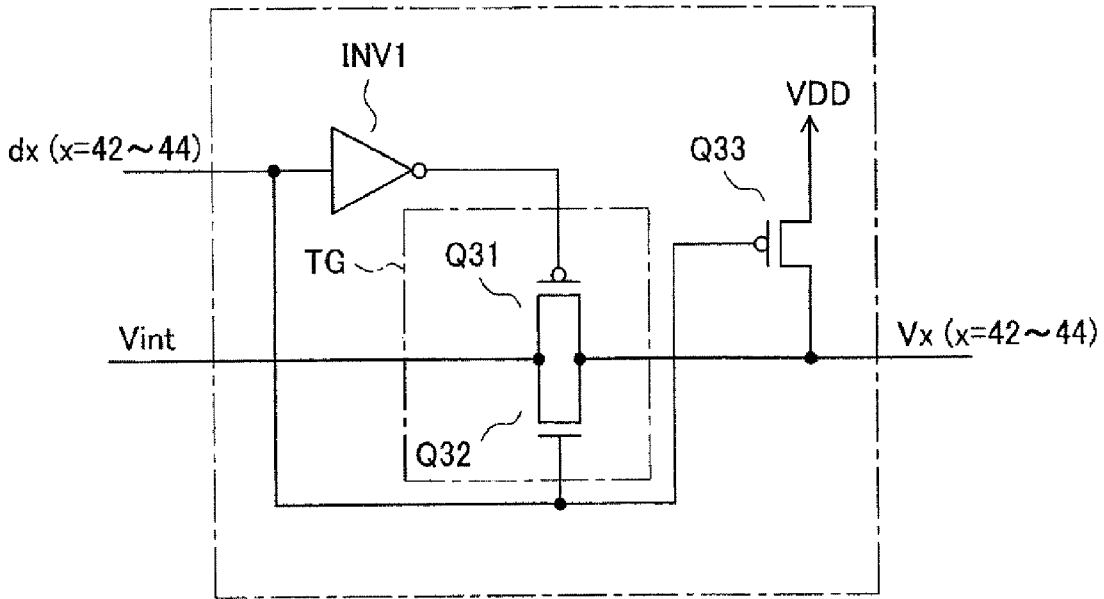 INV1
VDD
dx (x=42～44)
Q33
TG
Q31
Vint
Vx (x=42～44)
Q32